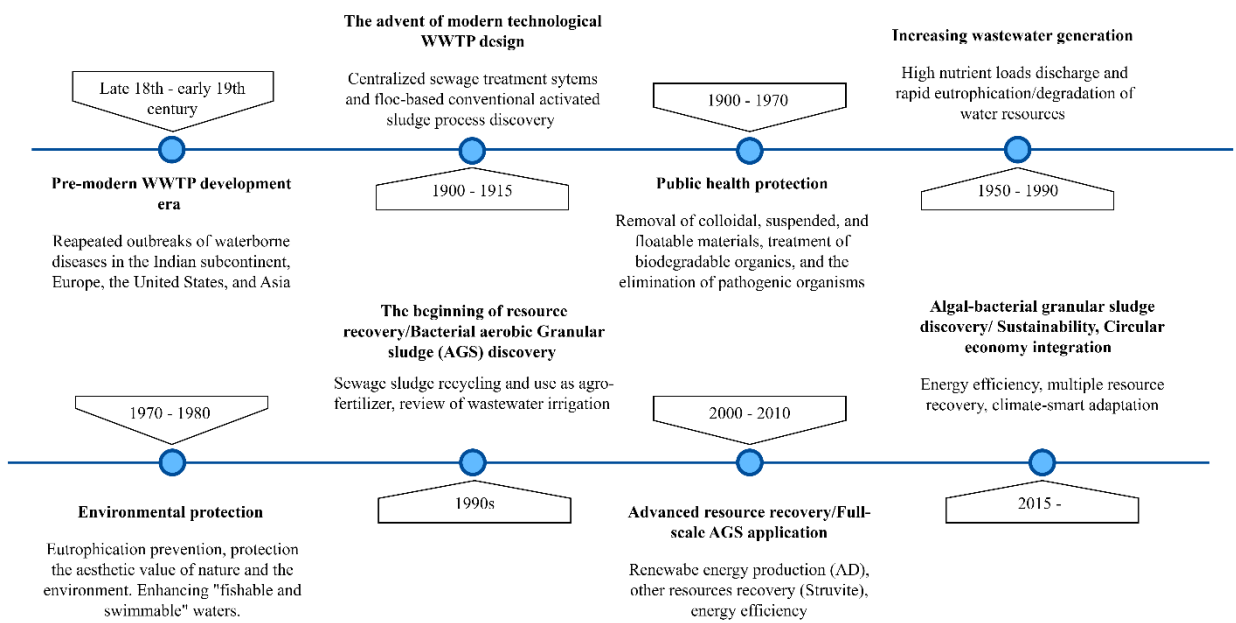 Late 18th - early 19th
century
Pre-modern WWTP development
era
Reapeated outbreaks of waterborne
diseases in the Indian subcontinent,
Europe, the United States, and Asia
The advent of modern technological
WWTP design
Centralized sewage treatment sytems
and floc-based conventional activated
sludge process discovery
1900 - 1915
1900 - 1970
Public health protection
Removal of colloidal, suspended, and
floatable materials, treatment of
biodegradable organics, and the
elimination of pathogenic organisms
Increasing wastewater generation
High nutrient loads discharge and
rapid eutrophication/degradation of
water resources
1950 - 1990
1970 - 1980
Environmental protection
Eutrophication prevention, protection
the aesthetic value of nature and the
environment. Enhancing "fishable and
swimmable" waters.
The beginning of resource
recovery/Bacterial aerobic Granular
sludge (AGS) discovery
Sewage sludge recycling and use as agro-
fertilizer, review of wastewater irrigation
1990s
2000 - 2010
Advanced resource recovery/Full-
scale AGS application
Renewabe energy production (AD),
other resources recovery (Struvite),
energy efficiency
Algal-bacterial granular sludge
discovery/ Sustainability, Circular
economy integration
Energy efficiency, multiple resource
recovery, climate-smart adaptation
2015 -